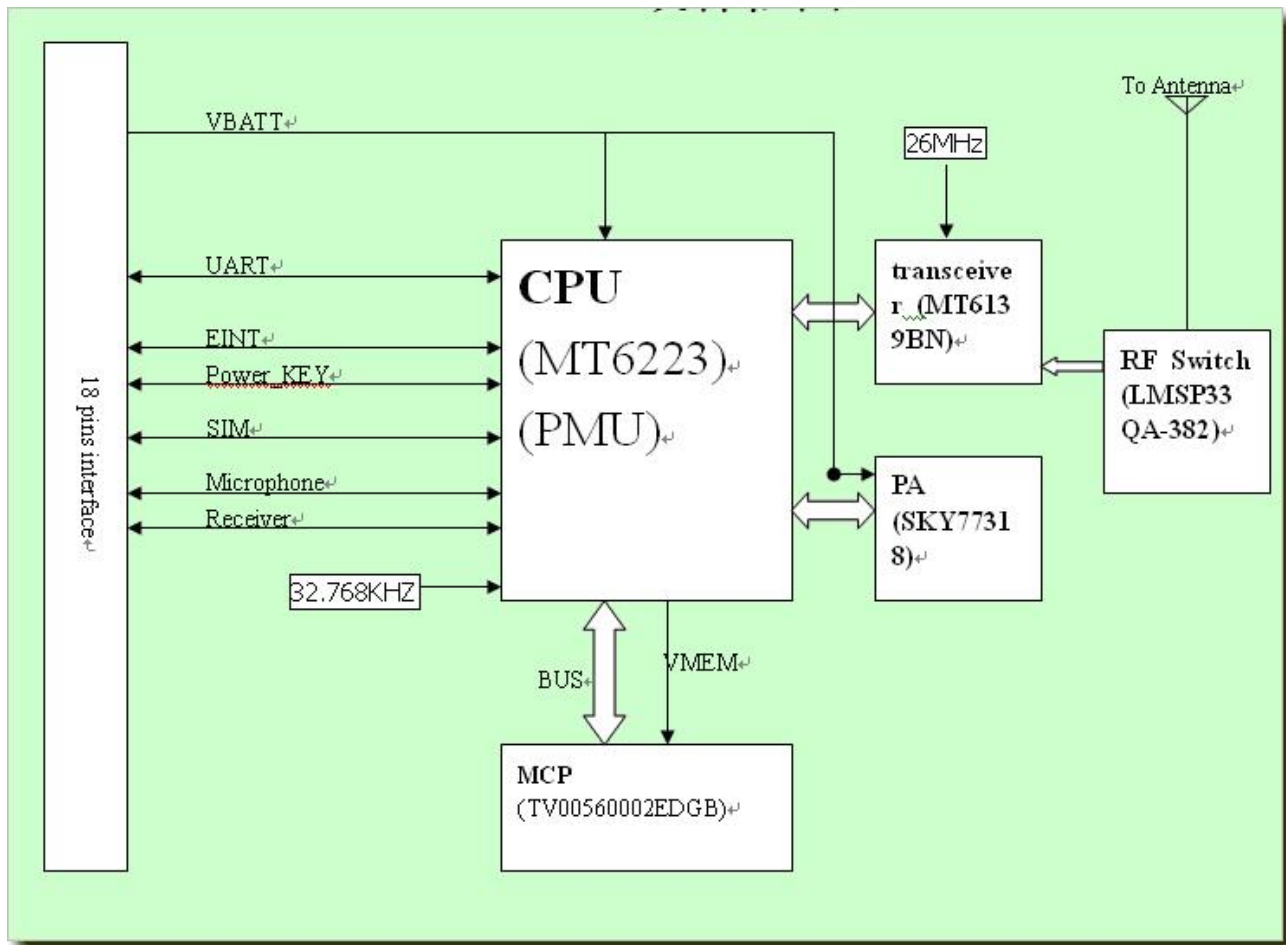 To Antenna
VBATT
26MHz
UART
EINT
Power_KEY
SIM
Microphone
Receiver
32.768KHZ
18 pins interface
CPU
(MT6223)
(PMU)
transceive
r (MT613
9BN)
RF Switch
(LMSP33
QA-382)
PA
(SKY7731
8)
BUS
VMEM
MCP
(TV00560002EDGB)